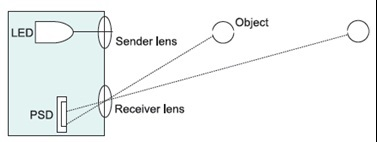 LED
Sender lens
Object
PSD
Receiver lens